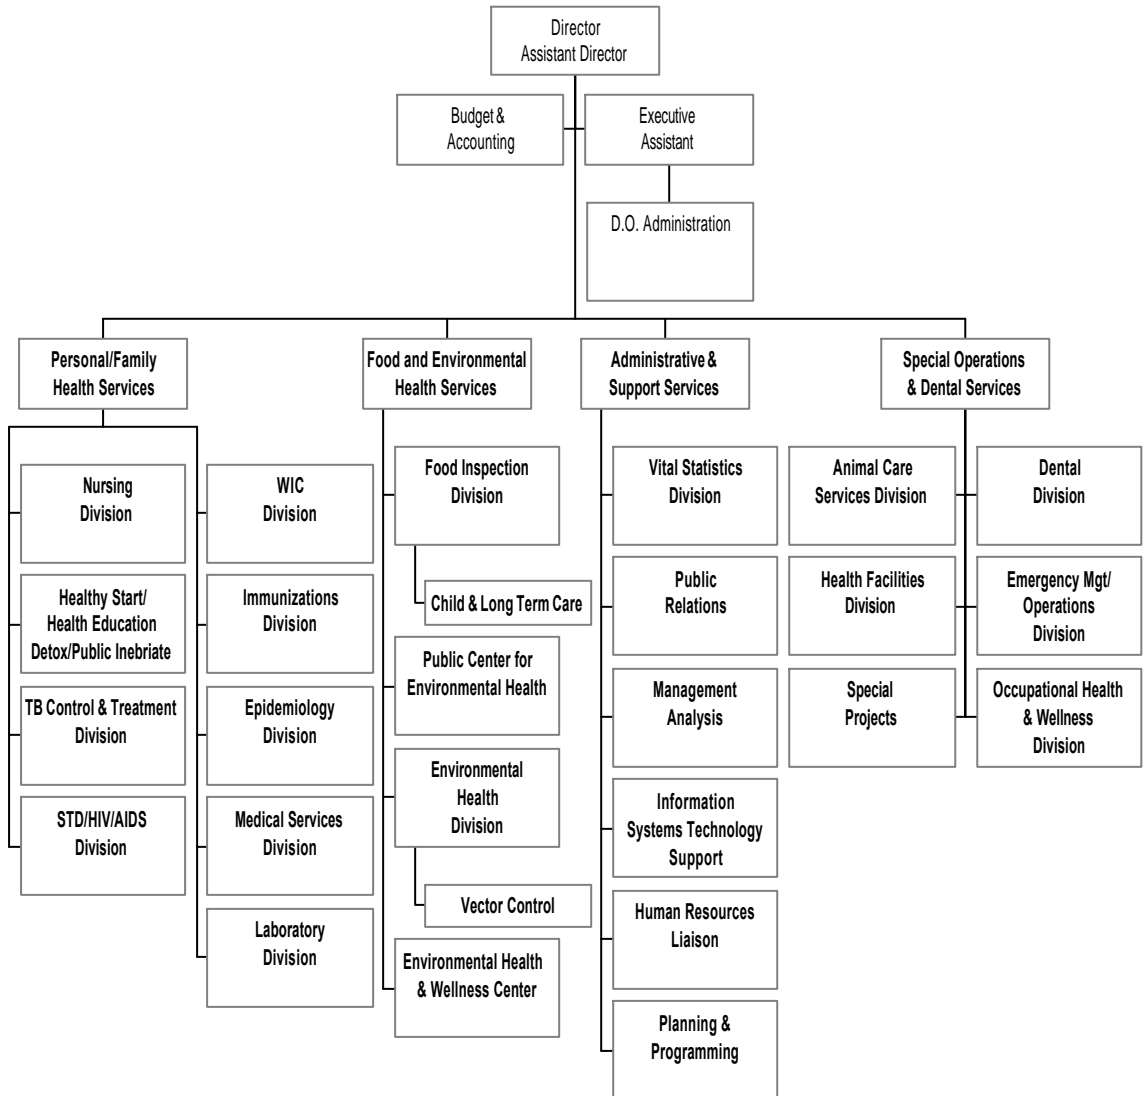 Director
Assistant Director
Budget &
Accounting
Executive
Assistant
D.O. Administration
Personal/Family
Health Services
Food and Environmental
Health Services
Administrative &
Support Services
Special Operations
& Dental Services
Nursing
Division
Healthy Start/
Health Education
Detox/Public Inebriate
TB Control & Treatment
Division
STD/HIV/AIDS
Division
WIC
Division
Immunizations
Division
Epidemiology
Division
Medical Services
Division
Laboratory
Division
Food Inspection
Division
Child & Long Term Care
Public Center for
Environmental Health
Environmental
Health
Division
Vector Control
Environmental Health
& Wellness Center
Vital Statistics
Division
Public
Relations
Management
Analysis
Information
Systems Technology
Support
Human Resources
Liaison
Planning &
Programming
Animal Care
Services Division
Health Facilities
Division
Special
Projects
Dental
Division
Emergency Mgt/
Operations
Division
Occupational Health
& Wellness
Division